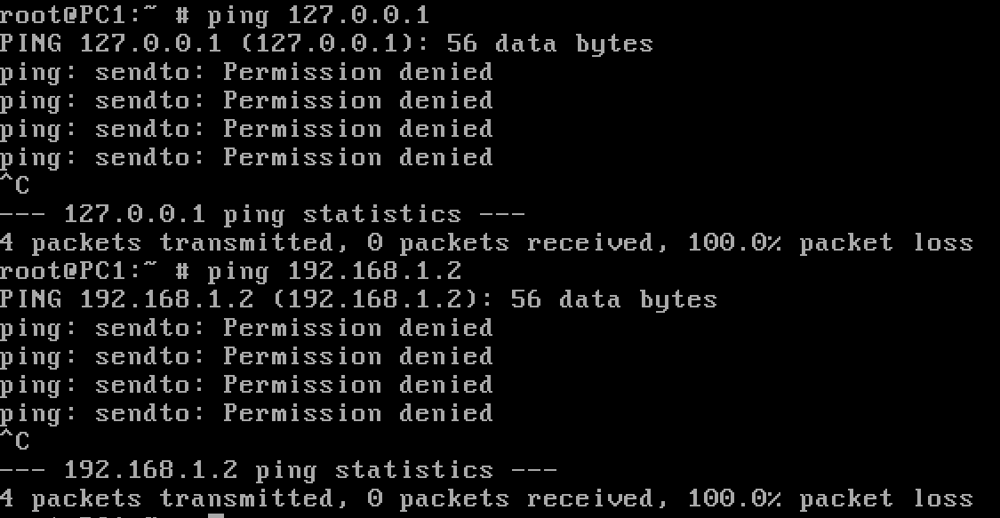 root@PC1:~ # ping 127.0.0.1
PING 127.0.0.1 (127.0.0.1): 56 data bytes
ping: sendto: Permission denied
ping: sendto: Permission denied
ping: sendto: Permission denied
ping: sendto: Permission denied
^C
--- 127.0.0.1 ping statistics ---
4 packets transmitted, 0 packets received, 100.0% packet loss
root@PC1:~ # ping 192.168.1.2
PING 192.168.1.2 (192.168.1.2): 56 data bytes
ping: sendto: Permission denied
ping: sendto: Permission denied
ping: sendto: Permission denied
ping: sendto: Permission denied
^C
--- 192.168.1.2 ping statistics ---
4 packets transmitted, 0 packets received, 100.0% packet loss